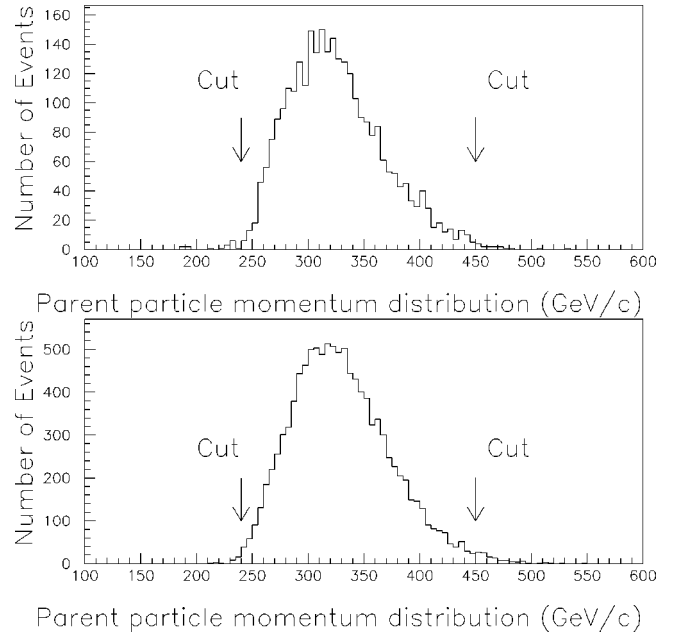 Number of Events
160
140
120
100
80
60
40
20
0
Cut
Cut
100 150 200 250 300 350 400 450 500 550 600
Parent particle momentum distribution (GeV/c)
Number of Events
500
400
300
200
100
0
Cut
Cut
100 150 200 250 300 350 400 450 500 550 600
Parent particle momentum distribution (GeV/c)